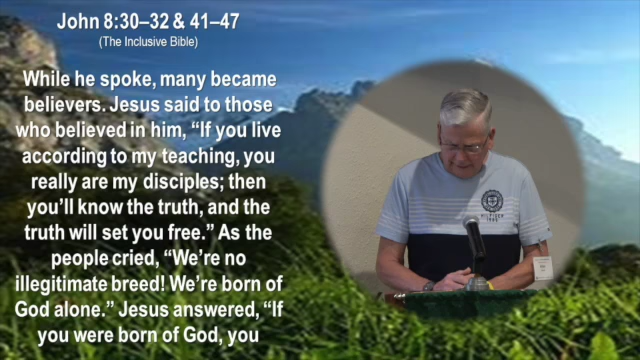 John 8:30–32 & 41–47
(The Inclusive Bible)
While he spoke, many became
believers. Jesus said to those
who believed in him, “If you live
according to my teaching, you
really are my disciples; then
you’ll know the truth, and the
truth will set you free.” As the
people cried, “We’re no
illegitimate breed! We’re born of
God alone.” Jesus answered, “If
you were born of God, you
HILFIGER